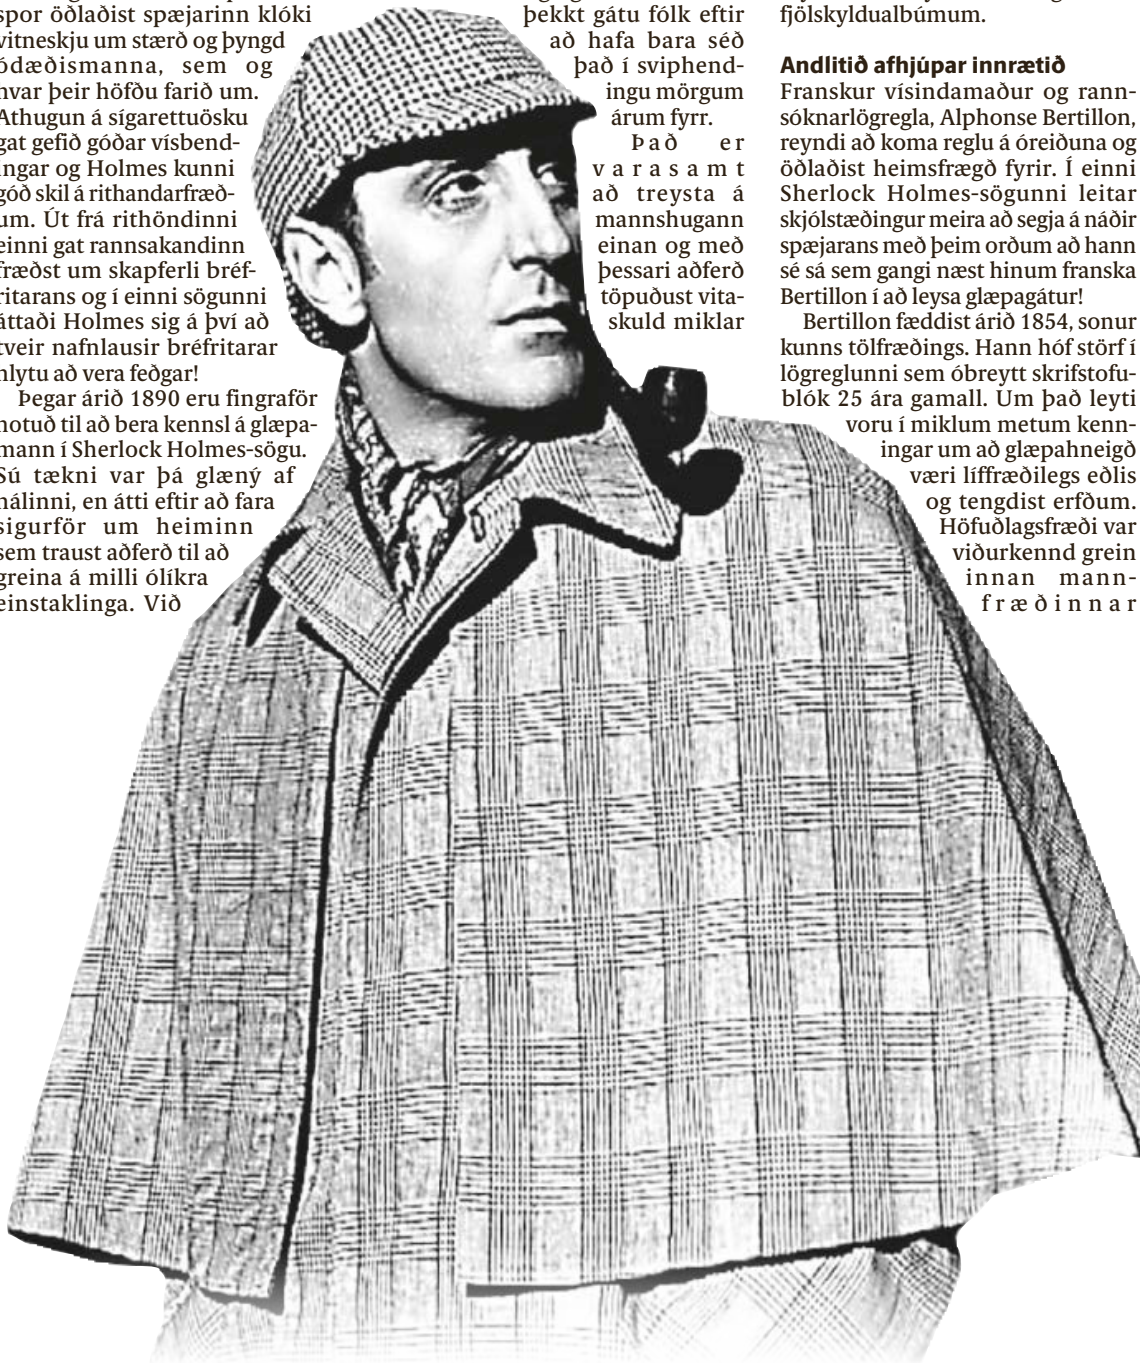 spor öðlaðist spæjarinn klóki
vitneskju um stærð og þyngd
ódæðismanna, sem og
hvar þeir höfðu farið um.
Athugun á sígarettuösku
gat gefið góðar vísbend-
ingar og Holmes kunni
góð skil á rithandarfræð-
um. Út frá rithöndinni
einni gat rannsakandinn
fræðst um skapferli bréf-
ritarans og í einni sögunni
áttaði Holmes sig á því að
tveir nafnlausir bréfritarar
hlytu að vera feðgar!
Þegar árið 1890 eru fingraför
notuð til að bera kennsl á glæpa-
mann í Sherlock Holmes-sögu.
Sú tækni var þá glæný af
nálinni, en átti eftir að fara
sigurför um heiminn
sem traust aðferð til að
greina á milli ólíkra
einstaklinga. Við
þekkt gátu fólk eftir
að hafa bara séð
það í sviphend-
ingu mörgum
árum fyrr.
Það er
varasamt
að treysta á
mannshugann
einan og með
þessari aðferð
töpuðust vita-
skuld miklar
fjölskyldualbúmum.
Andlitið afhjúpar innrætið
Franskur vísindamaður og rann-
sóknarlögregla, Alphonse Bertillon,
reyndi að koma reglu á óreiðuna og
öðlaðist heimsfrægð fyrir. Í einni
Sherlock Holmes-sögunni leitar
skjólstæðingur meira að segja á náðir
spæjarans með þeim orðum að hann
sé sá sem gangi næst hinum franska
Bertillon í að leysa glæpagátur!
Bertillon fæddist árið 1854, sonur
kunns tölfræðings. Hann hóf störf í
lögreglunni sem óbreytt skrifstofu-
blók 25 ára gamall. Um það leyti
voru í miklum metum kenn-
ingar um að glæpahneigð
væri líffræðilegs eðlis
og tengdist erfðum.
Höfuðlagsfræði var
viðurkennd grein
innan mann-
fræðinnar